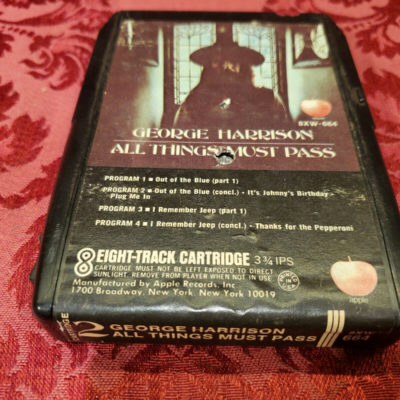 8XW-664
GEORGE HARRISON
ALL THINGS MUST PASS
PROGRAM 1 ▪ Out of the Blue (part 1)
PROGRAM 2 ▪ Out of the Blue (concl.) - It's Johnny's Birthday -
Plug Me In
PROGRAM 3 ▪ I Remember Jeep (part 1)
PROGRAM 4 ▪ I Remember Jeep (concl.) - Thanks for the Pepperoni
8 EIGHT-TRACK CARTRIDGE 3¾ IPS
CARTRIDGE MUST NOT BE LEFT EXPOSED TO DIRECT
SUNLIGHT. REMOVE FROM PLAYER WHEN NOT IN USE
Manufactured by Apple Records, Inc.
1700 Broadway, New York, New York 10019
apple
2 GEORGE HARRISON
ALL THINGS MUST PASS
8XW
664